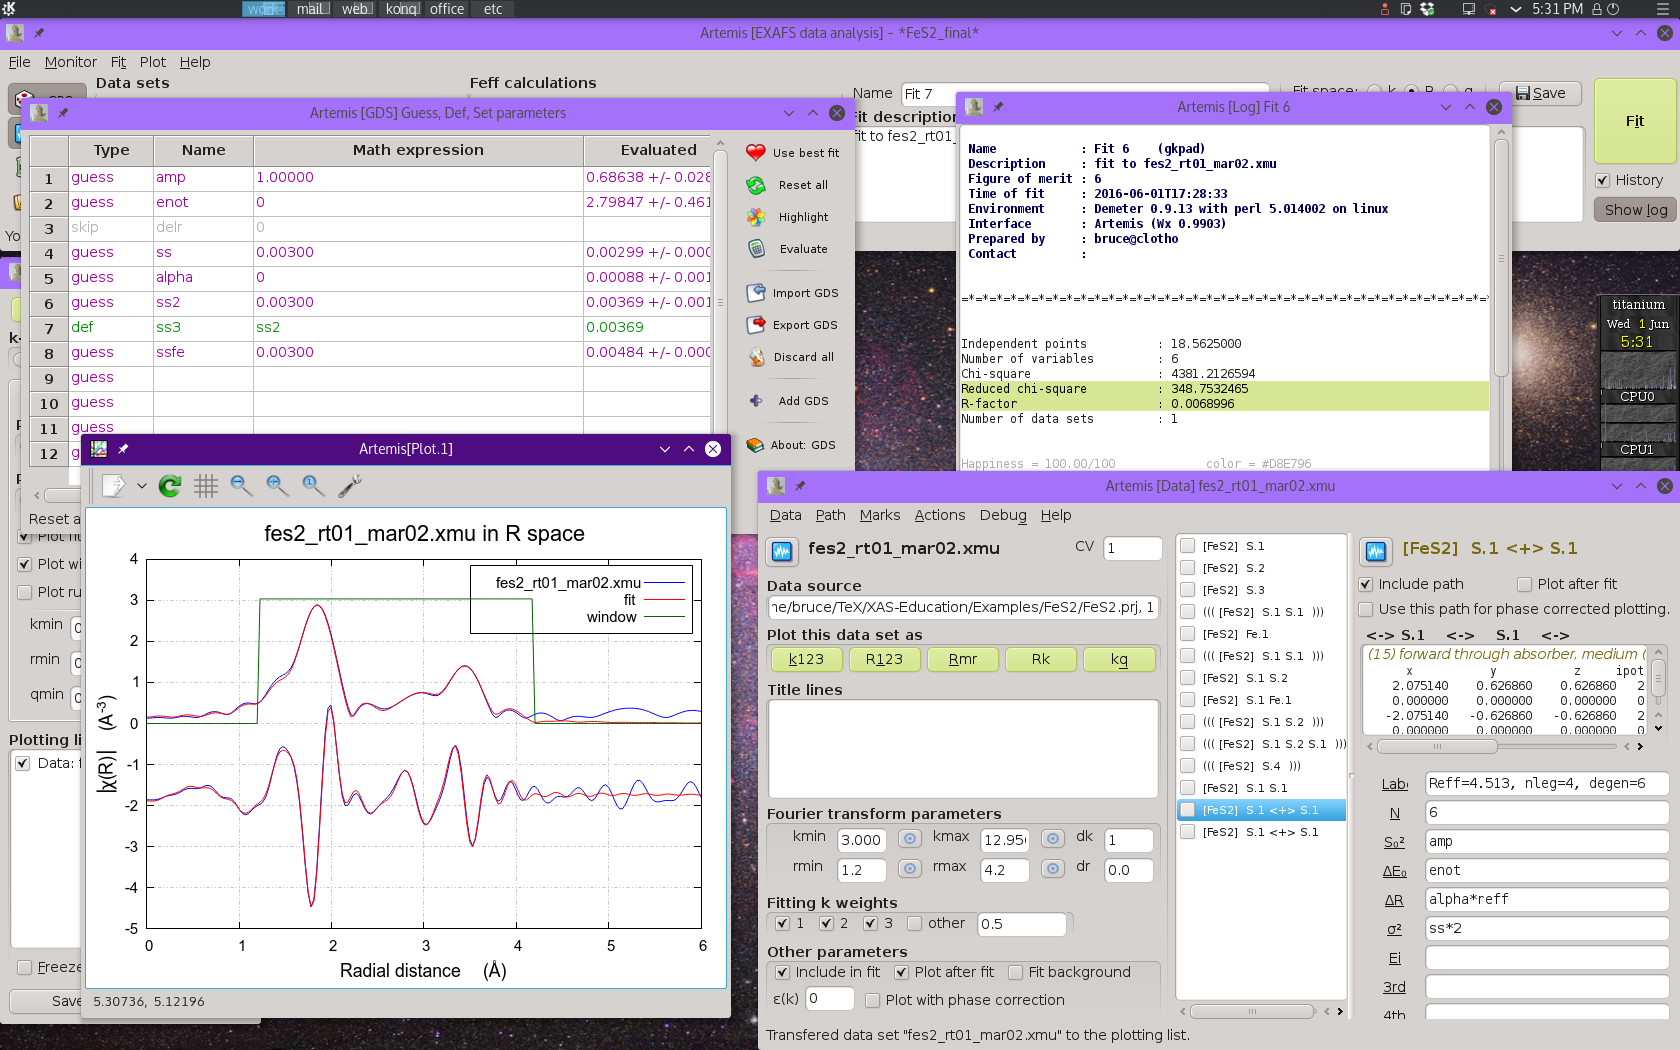 work mail web konq office etc
5:31 PM
Artemis [EXAFS data analysis] - *FeS2_final*
File Monitor Fit Plot Help
Data sets
Feff calculations
Name Fit 7
Fit space: k R q
Save
Fit
fit to fes2_rt01_
History
Show log
Artemis [GDS] Guess, Def, Set parameters
Type Name Math expression Evaluated
1 guess amp 1.00000 0.68638 +/- 0.028
2 guess enot 0 2.79847 +/- 0.461
3 skip delr 0
4 guess ss 0.00300 0.00299 +/- 0.000
5 guess alpha 0 0.00088 +/- 0.001
6 guess ss2 0.00300 0.00369 +/- 0.001
7 def ss3 ss2 0.00369
8 guess ssfe 0.00300 0.00484 +/- 0.000
9 guess
10 guess
11 guess
12
Use best fit
Reset all
Highlight
Evaluate
Import GDS
Export GDS
Discard all
Add GDS
About: GDS
Artemis [Log] Fit 6
Name : Fit 6 (gkpad)
Description : fit to fes2_rt01_mar02.xmu
Figure of merit : 6
Time of fit : 2016-06-01T17:28:33
Environment : Demeter 0.9.13 with perl 5.014002 on linux
Interface : Artemis (Wx 0.9903)
Prepared by : bruce@clotho
Contact :
Independent points : 18.5625000
Number of variables : 6
Chi-square : 4381.2126594
Reduced chi-square : 348.7532465
R-factor : 0.0068996
Number of data sets : 1
Happiness = 100.00/100 color = #D8E796
titanium
Wed 1 Jun
5:31
CPU0
CPU1
kmin
rmin
qmin
Data:
Artemis[Plot.1]
fes2_rt01_mar02.xmu in R space
fes2_rt01_mar02.xmu
fit
window
4
3
2
1
0
-1
-2
-3
-4
-5
|χ(R)| (Å-3)
0 1 2 3 4 5 6
Radial distance (Å)
5.30736, 5.12196
Artemis [Data] fes2_rt01_mar02.xmu
Data Path Marks Actions Debug Help
fes2_rt01_mar02.xmu
CV 1
Data source
ne/bruce/TeX/XAS-Education/Examples/FeS2/FeS2.prj, 1
Plot this data set as
k123 R123 Rmr Rk kq
Title lines
Fourier transform parameters
kmin 3.000 kmax 12.95 dk 1
rmin 1.2 rmax 4.2 dr 0.0
Fitting k weights
1 2 3 other 0.5
Other parameters
Include in fit Plot after fit Fit background
ε(k) 0 Plot with phase correction
Transfered data set "fes2_rt01_mar02.xmu" to the plotting list.
[FeS2] S.1
[FeS2] S.2
[FeS2] S.3
((( [FeS2] S.1 S.1 )))
[FeS2] Fe.1
((( [FeS2] S.1 S.1 )))
[FeS2] S.1 S.2
[FeS2] S.1 Fe.1
((( [FeS2] S.1 S.2 )))
((( [FeS2] S.1 S.2 S.1 )))
((( [FeS2] S.4 )))
[FeS2] S.1 S.1
[FeS2] S.1 <+> S.1
[FeS2] S.1 <+> S.1
[FeS2] S.1 <+> S.1
Include path Plot after fit
Use this path for phase corrected plotting.
<-> S.1 <-> S.1 <->
(15) forward through absorber, medium (
x y z ipot
2.075140 0.626860 0.626860 2
0.000000 0.000000 0.000000 0
-2.075140 -0.626860 -0.626860 2
0.000000 0.000000 0.000000 0
Labe Reff=4.513, nleg=4, degen=6
N 6
S₀² amp
ΔE₀ enot
ΔR alpha*reff
σ² ss*2
Ei
3rd
4th